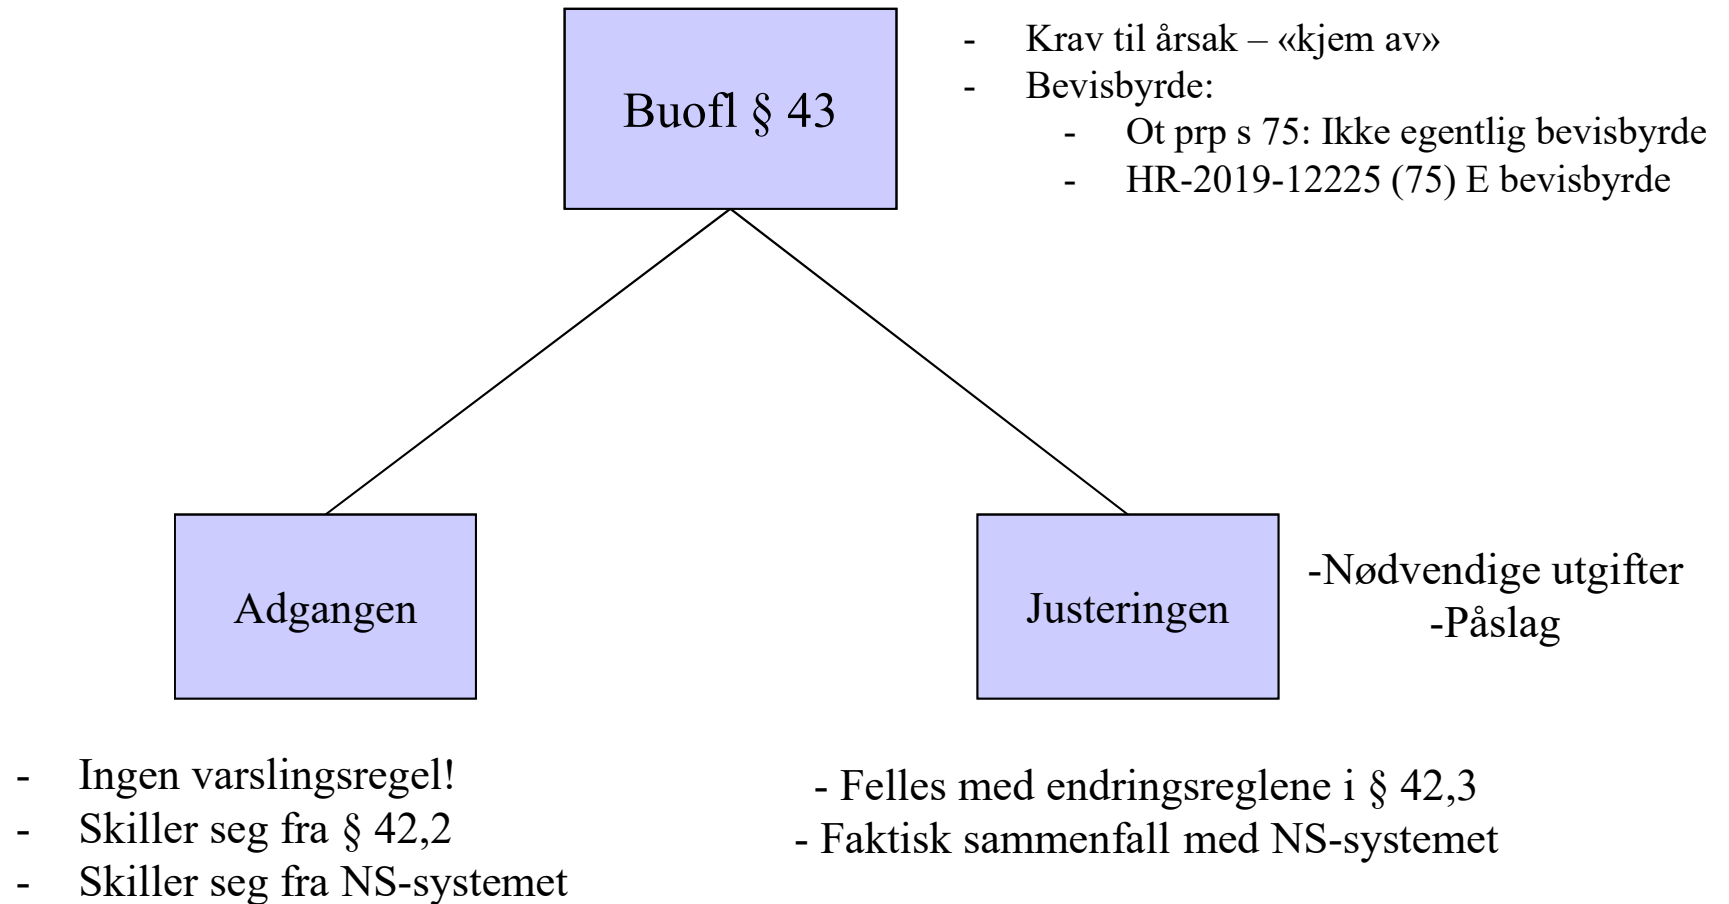 Buofl § 43
- Krav til årsak – «kjem av»
- Bevisbyrde:
- Ot prp s 75: Ikke egentlig bevisbyrde
- HR-2019-12225 (75) E bevisbyrde
Adgangen
Justeringen
-Nødvendige utgifter
-Påslag
- Ingen varslingsregel!
- Skiller seg fra § 42,2
- Skiller seg fra NS-systemet
- Felles med endringsreglene i § 42,3
- Faktisk sammenfall med NS-systemet